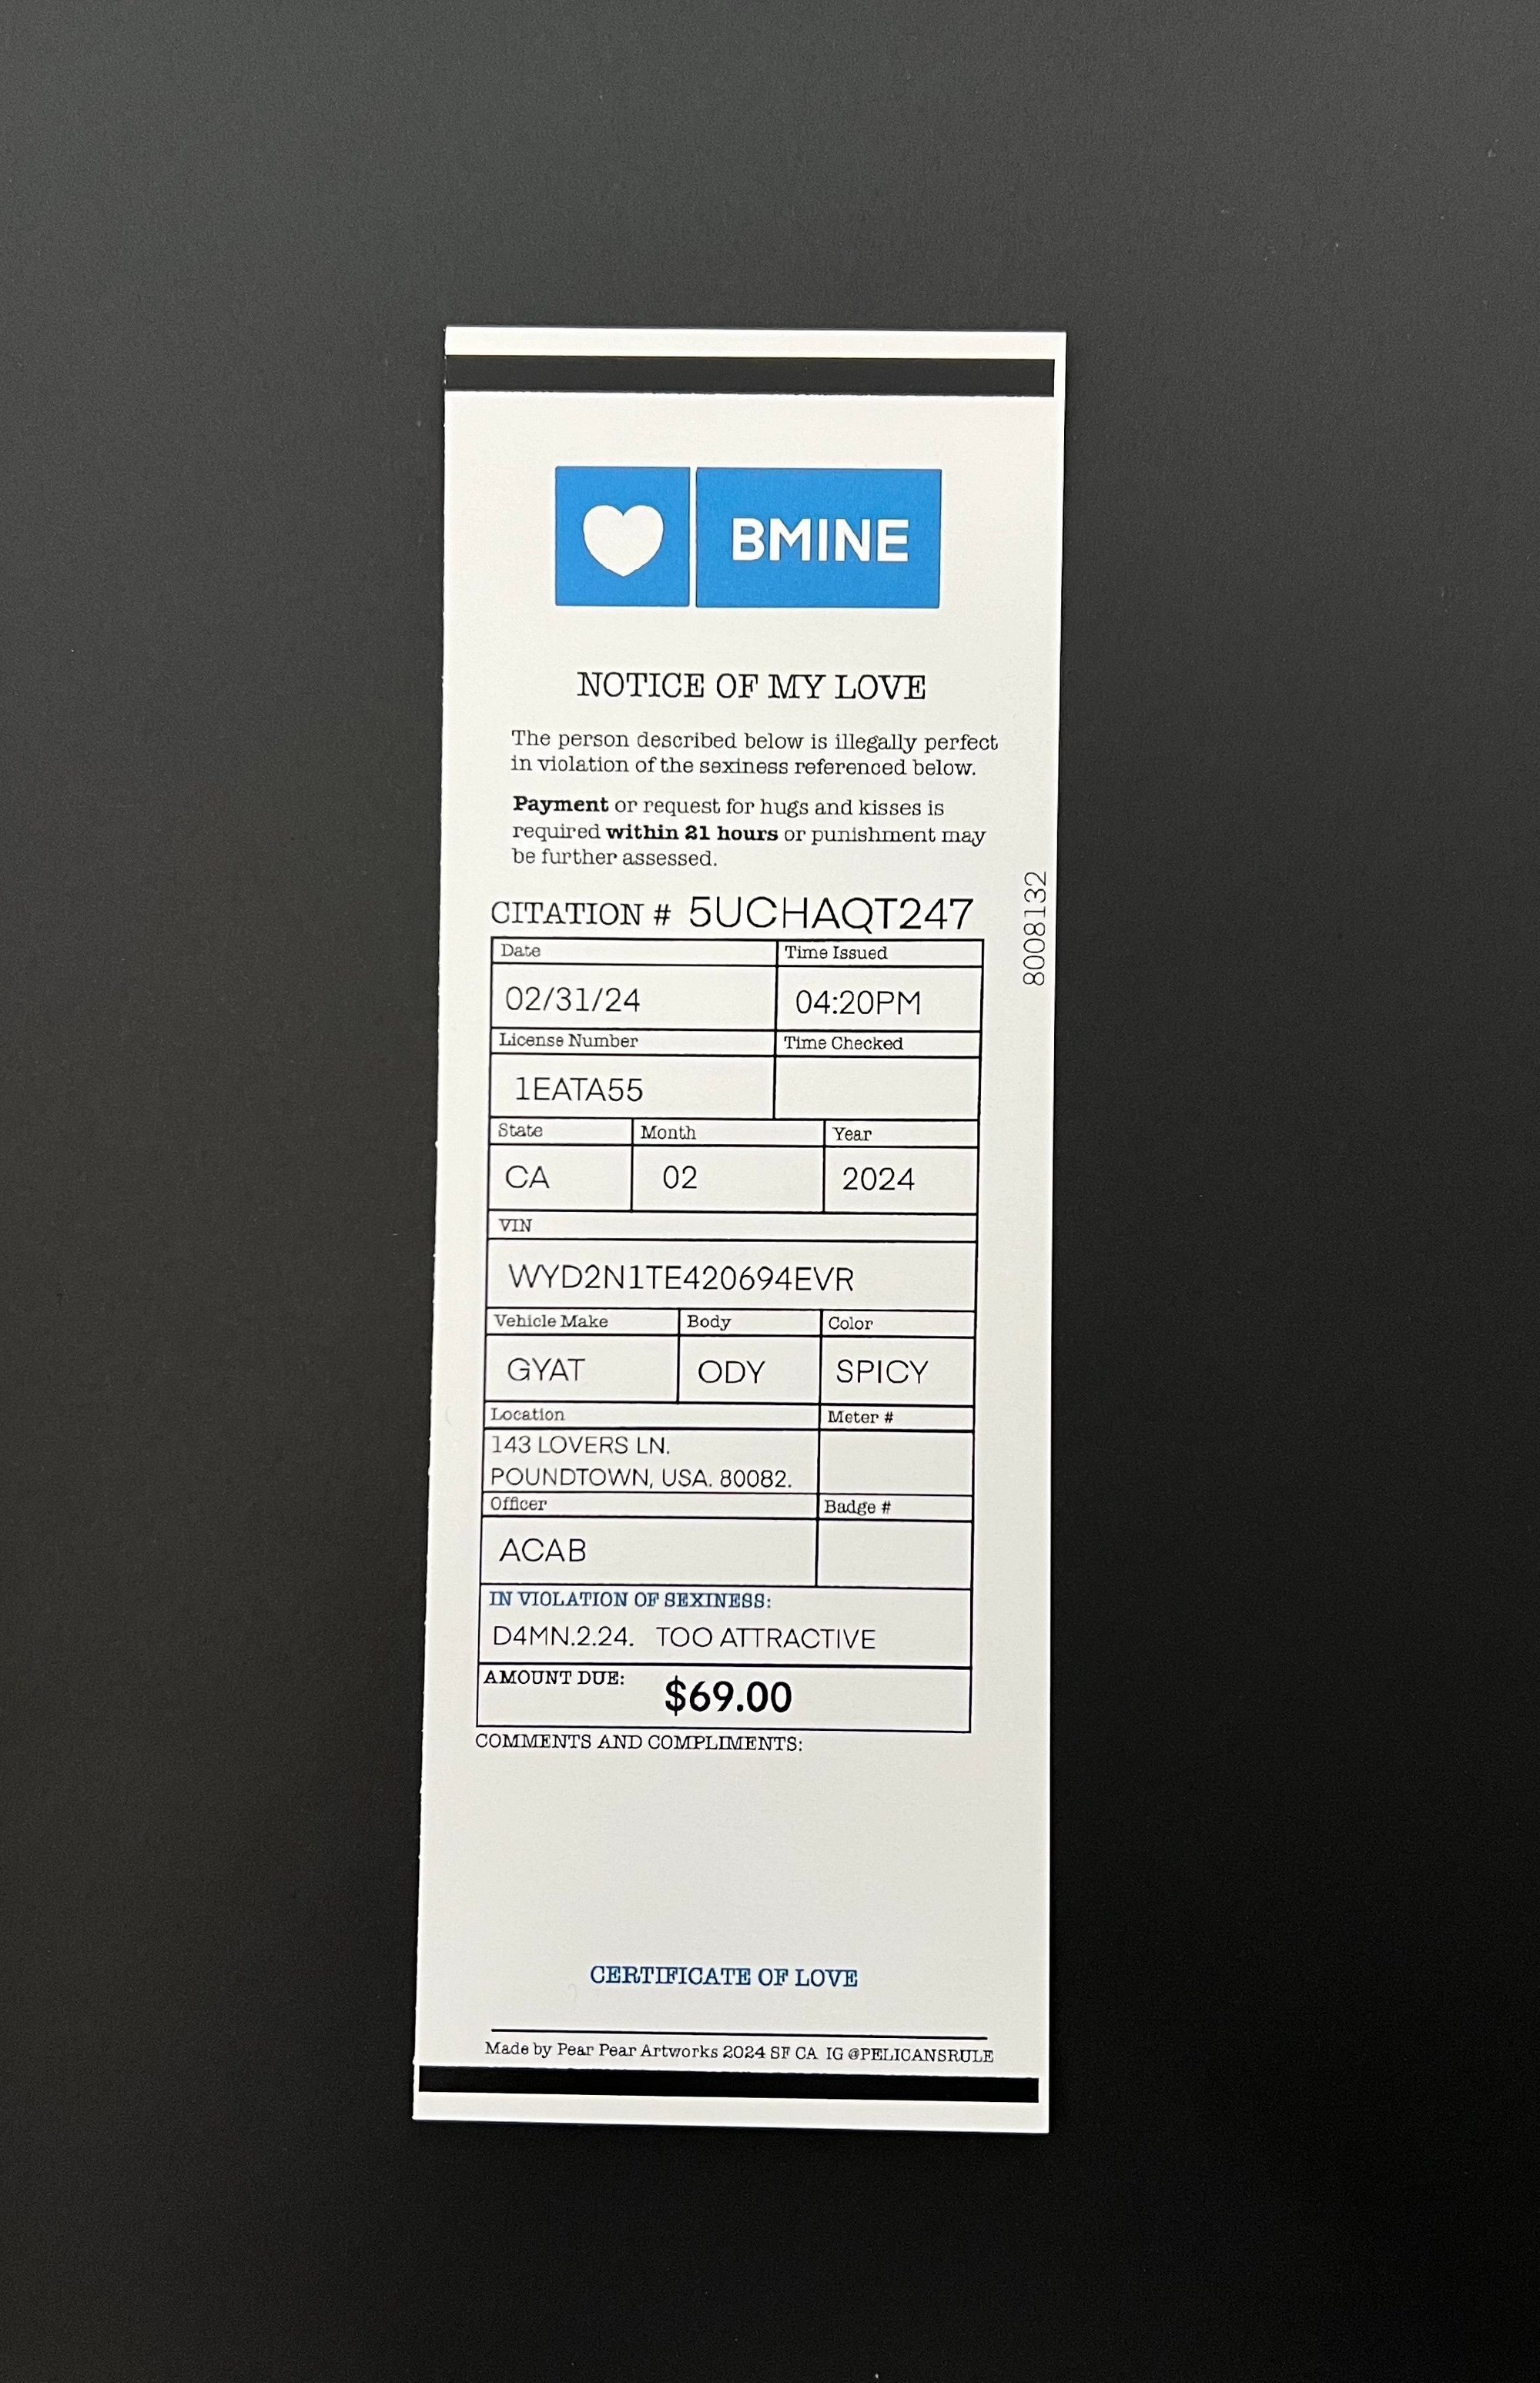 BMINE
NOTICE OF MY LOVE
The person described below is illegally perfect
in violation of the sexiness referenced below.
Payment or request for hugs and kisses is
required within 21 hours or punishment may
be further assessed.
CITATION # 5UCHAQT247
8008132
Date Time Issued
02/31/24 04:20PM
License Number Time Checked
1EATA55
State Month Year
CA 02 2024
VIN
WYD2N1TE420694EVR
Vehicle Make Body Color
GYAT ODY SPICY
Location Meter #
143 LOVERS LN.
POUNDTOWN, USA. 80082.
Officer Badge #
ACAB
IN VIOLATION OF SEXINESS:
D4MN.2.24. TOO ATTRACTIVE
AMOUNT DUE: $69.00
COMMENTS AND COMPLIMENTS:
CERTIFICATE OF LOVE
Made by Pear Pear Artworks 2024 SF CA IG @PELICANSRULE